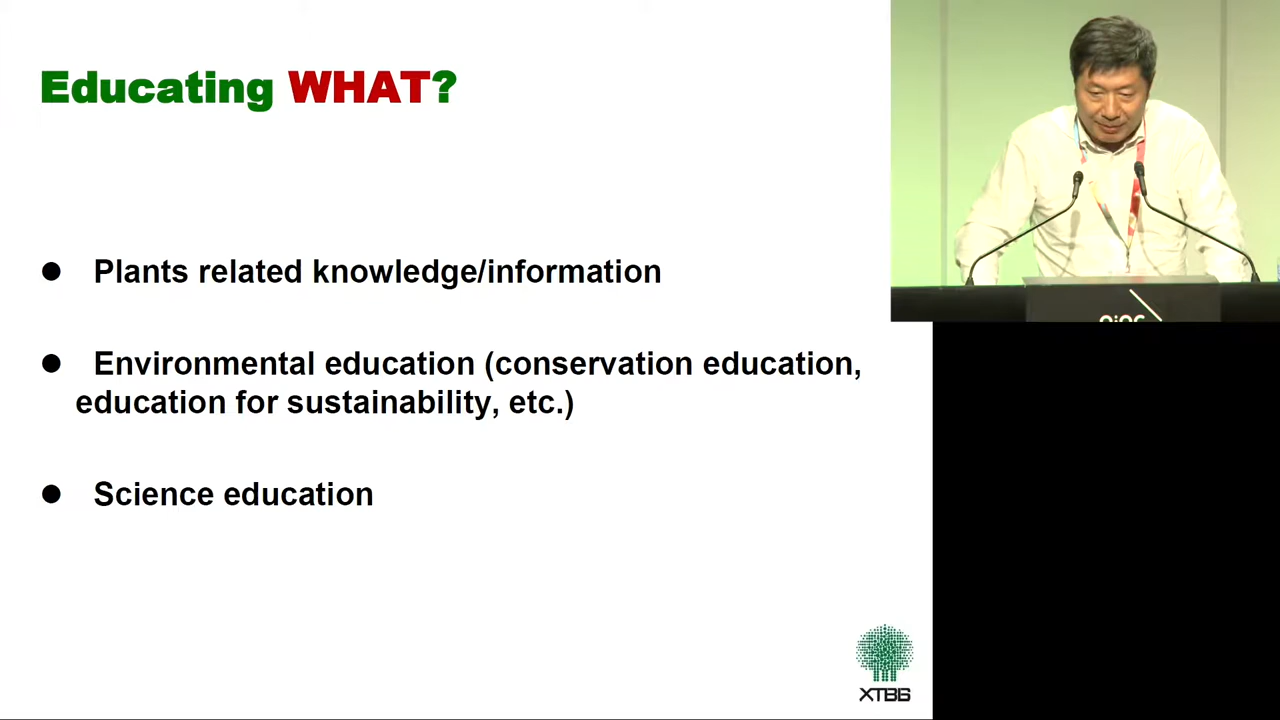 Educating WHAT?
● Plants related knowledge/information
● Environmental education (conservation education,
education for sustainability, etc.)
● Science education
XTBG